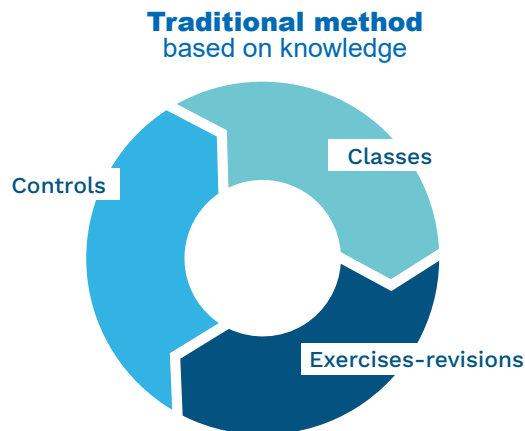 Traditional method
based on knowledge
Classes
Controls
Exercises-revisions